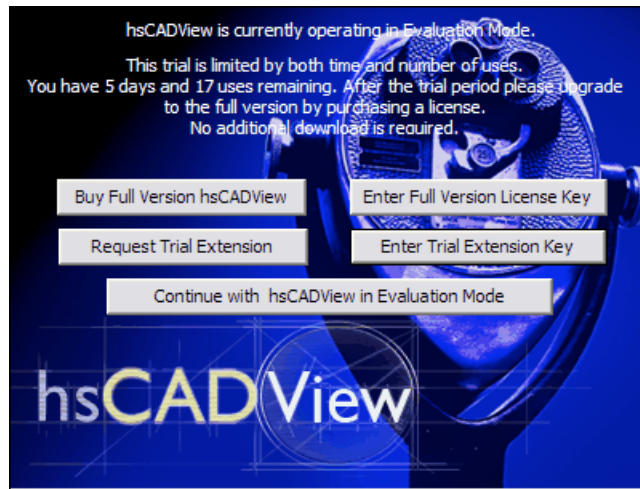 hsCADView is currently operating in Evaluation Mode.
This trial is limited by both time and number of uses.
You have 5 days and 17 uses remaining. After the trial period please upgrade
to the full version by purchasing a license.
No additional download is required.
Buy Full Version hsCADView
Enter Full Version License Key
Request Trial Extension
Enter Trial Extension Key
Continue with  hsCADView in Evaluation Mode
hsCADView